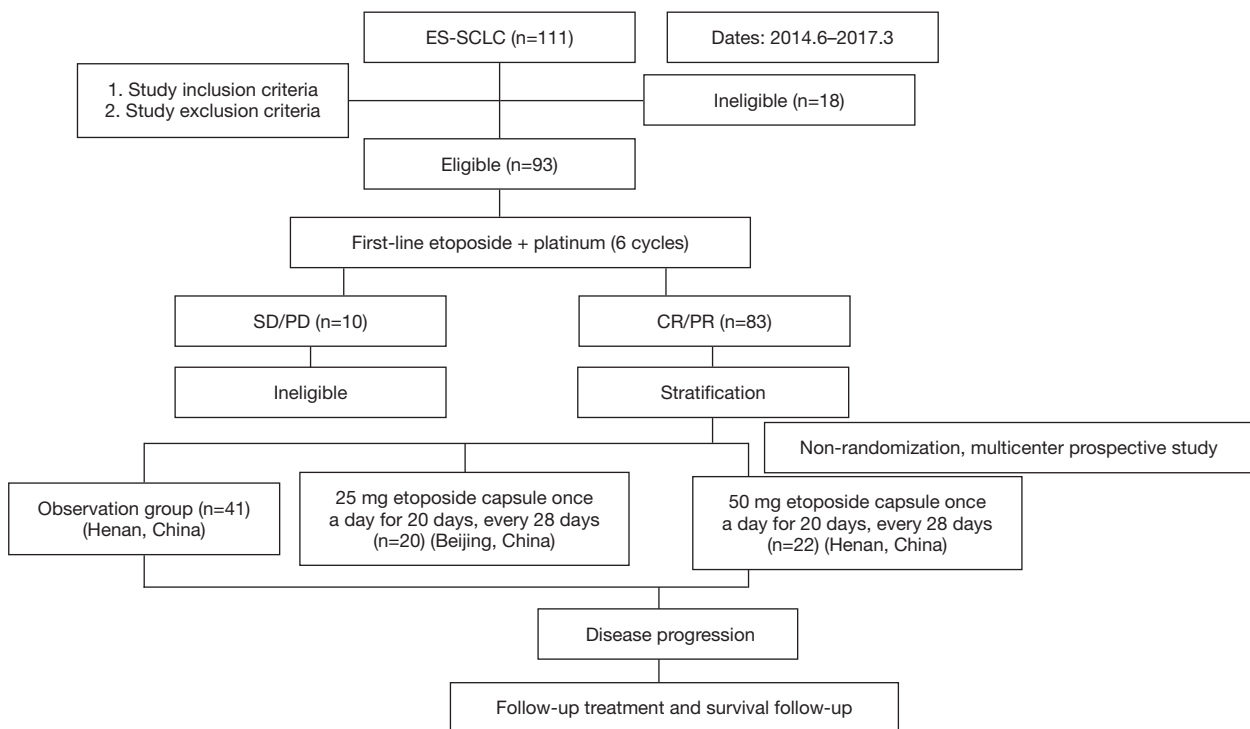 ES-SCLC (n=111)
Dates: 2014.6–2017.3
1. Study inclusion criteria
2. Study exclusion criteria
Ineligible (n=18)
Eligible (n=93)
First-line etoposide + platinum (6 cycles)
SD/PD (n=10)
CR/PR (n=83)
Ineligible
Stratification
Non-randomization, multicenter prospective study
Observation group (n=41)
(Henan, China)
25 mg etoposide capsule once
a day for 20 days, every 28 days
(n=20) (Beijing, China)
50 mg etoposide capsule once
a day for 20 days, every 28 days
(n=22) (Henan, China)
Disease progression
Follow-up treatment and survival follow-up